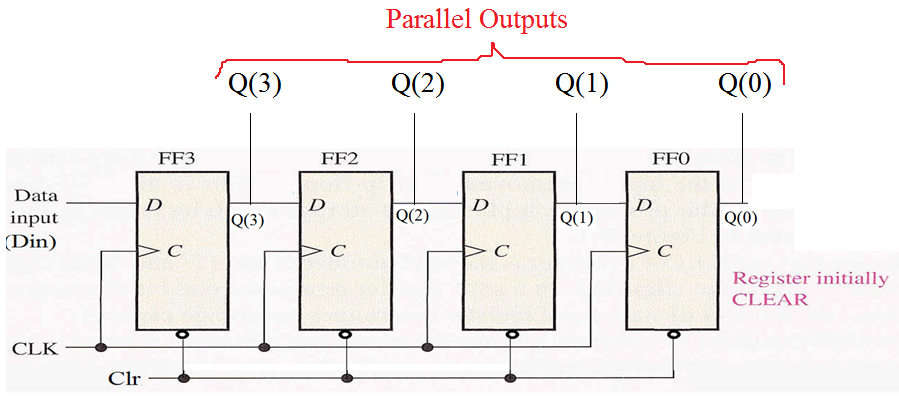 Parallel Outputs
Q(3) Q(2) Q(1) Q(0)
FF3 FF2 FF1 FF0
Data
input
(Din)
D Q(3) D Q(2) D Q(1) D Q(0)
C C C C
Register initially
CLEAR
CLK
Clr